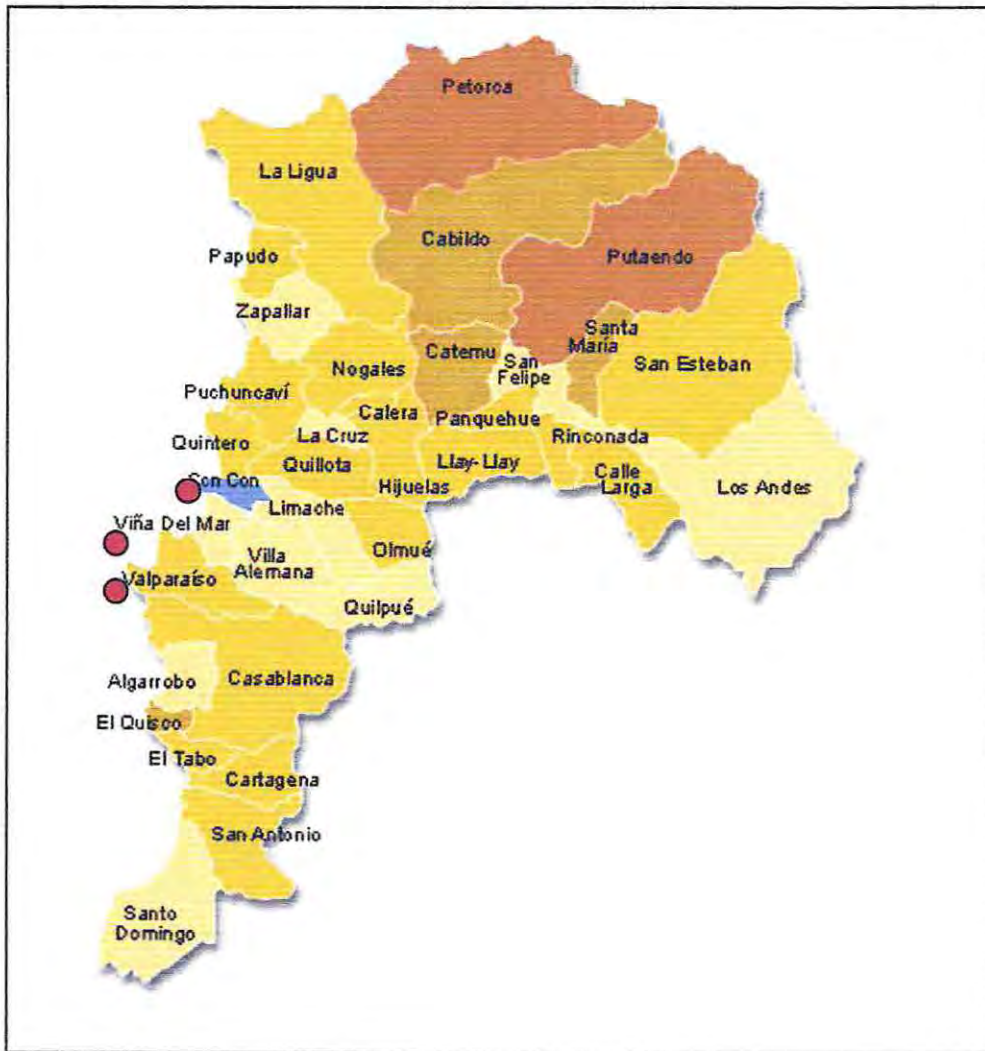 Petorca
La Ligua
Cabildo
Papudo
Putaendo
Zapallar
Santa
María
Catemu
San
Felipe
San Esteban
Nogales
Puchuncaví
Calera
Panquehue
La Cruz
Rinconada
Quintero
Quillota
Llay-Llay
Calle
Larga
Con Con
Hijuelas
Los Andes
Limache
Viña Del Mar
Olmué
Villa
Alemana
Valparaíso
Quilpué
Algarrobo
Casablanca
El Quisco
El Tabo
Cartagena
San Antonio
Santo
Domingo